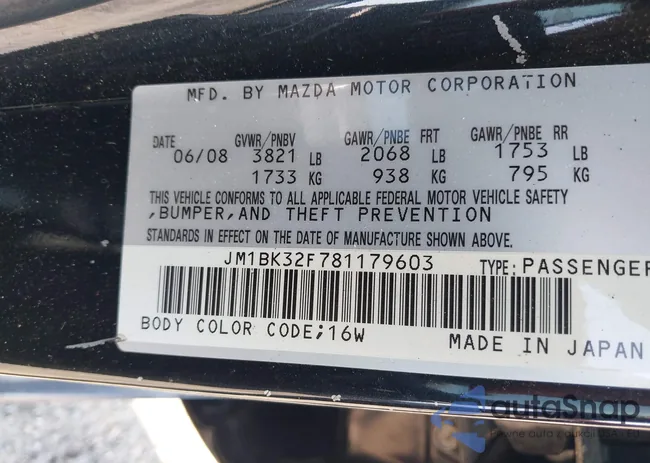 MFD. BY MAZDA MOTOR CORPORATION
DATE GVWR/PNBV GAWR/PNBE FRT GAWR/PNBE RR
06/08 3821 LB 2068 LB 1753 LB
1733 KG 938 KG 795 KG
THIS VEHICLE CONFORMS TO ALL APPLICABLE FEDERAL MOTOR VEHICLE SAFETY
,BUMPER,AND THEFT PREVENTION
STANDARDS IN EFFECT ON THE DATE OF MANUFACTURE SHOWN ABOVE.
JM1BK32F781179603 TYPE: PASSENGER
BODY COLOR CODE;16W MADE IN JAPAN
autoShap